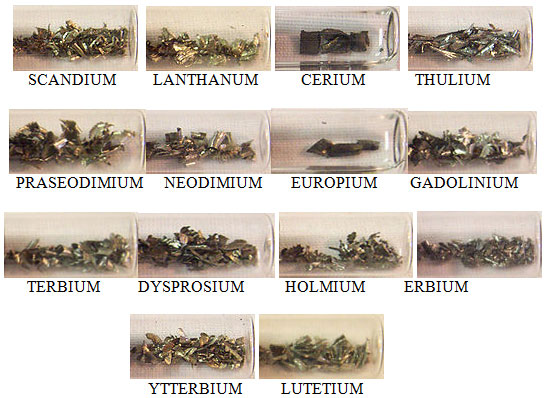 SCANDIUM LANTHANUM CERIUM THULIUM
PRASEODIMIUM NEODIMIUM EUROPIUM GADOLINIUM
TERBIUM DYSPROSIUM HOLMIUM ERBIUM
YTTERBIUM LUTETIUM